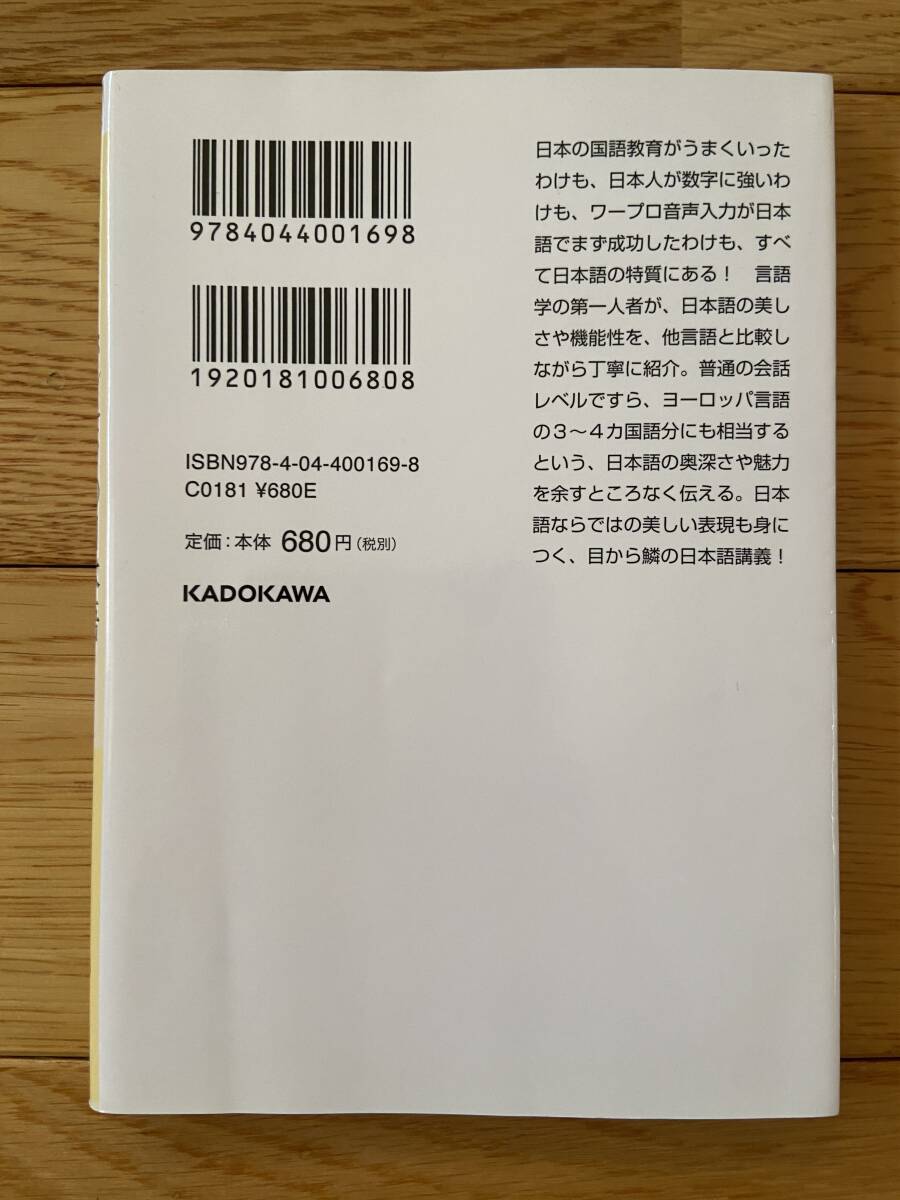 9784044001698
1920181006808
ISBN978-4-04-400169-8
C0181 ¥680E
定価:本体 680円(税別)
KADOKAWA
日本の国語教育がうまくいった
わけも、日本人が数字に強いわ
けも、ワープロ音声入力が日本
語でまず成功したわけも、すべ
て日本語の特質にある! 言語
学の第一人者が、日本語の美し
さや機能性を、他言語と比較し
ながら丁寧に紹介。普通の会話
レベルですら、ヨーロッパ言語
の3〜4カ国語分にも相当する
という、日本語の奥深さや魅力
を余すところなく伝える。日本
語ならではの美しい表現も身に
つく、目から鱗の日本語講義!